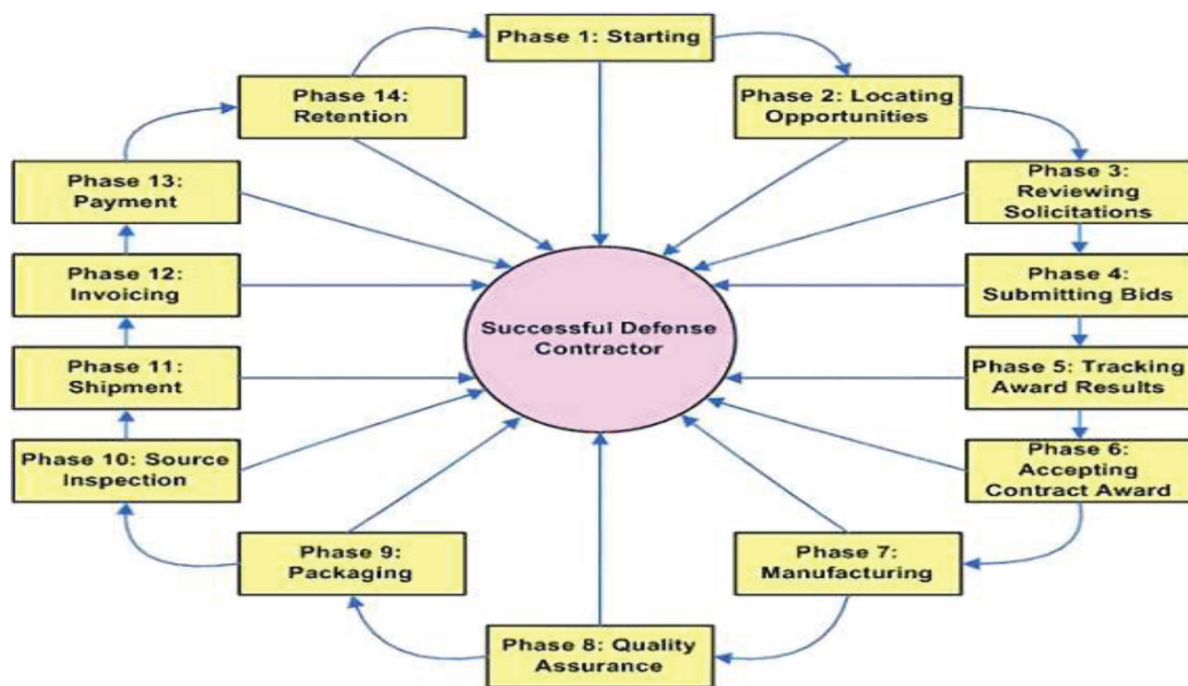 Phase 1: Starting
Phase 2: Locating
Opportunities
Phase 3:
Reviewing
Solicitations
Phase 4:
Submitting Bids
Phase 5: Tracking
Award Results
Phase 6:
Accepting
Contract Award
Phase 7:
Manufacturing
Phase 8: Quality
Assurance
Phase 9:
Packaging
Phase 10: Source
Inspection
Phase 11:
Shipment
Phase 12:
Invoicing
Phase 13:
Payment
Phase 14:
Retention
Successful Defense
Contractor